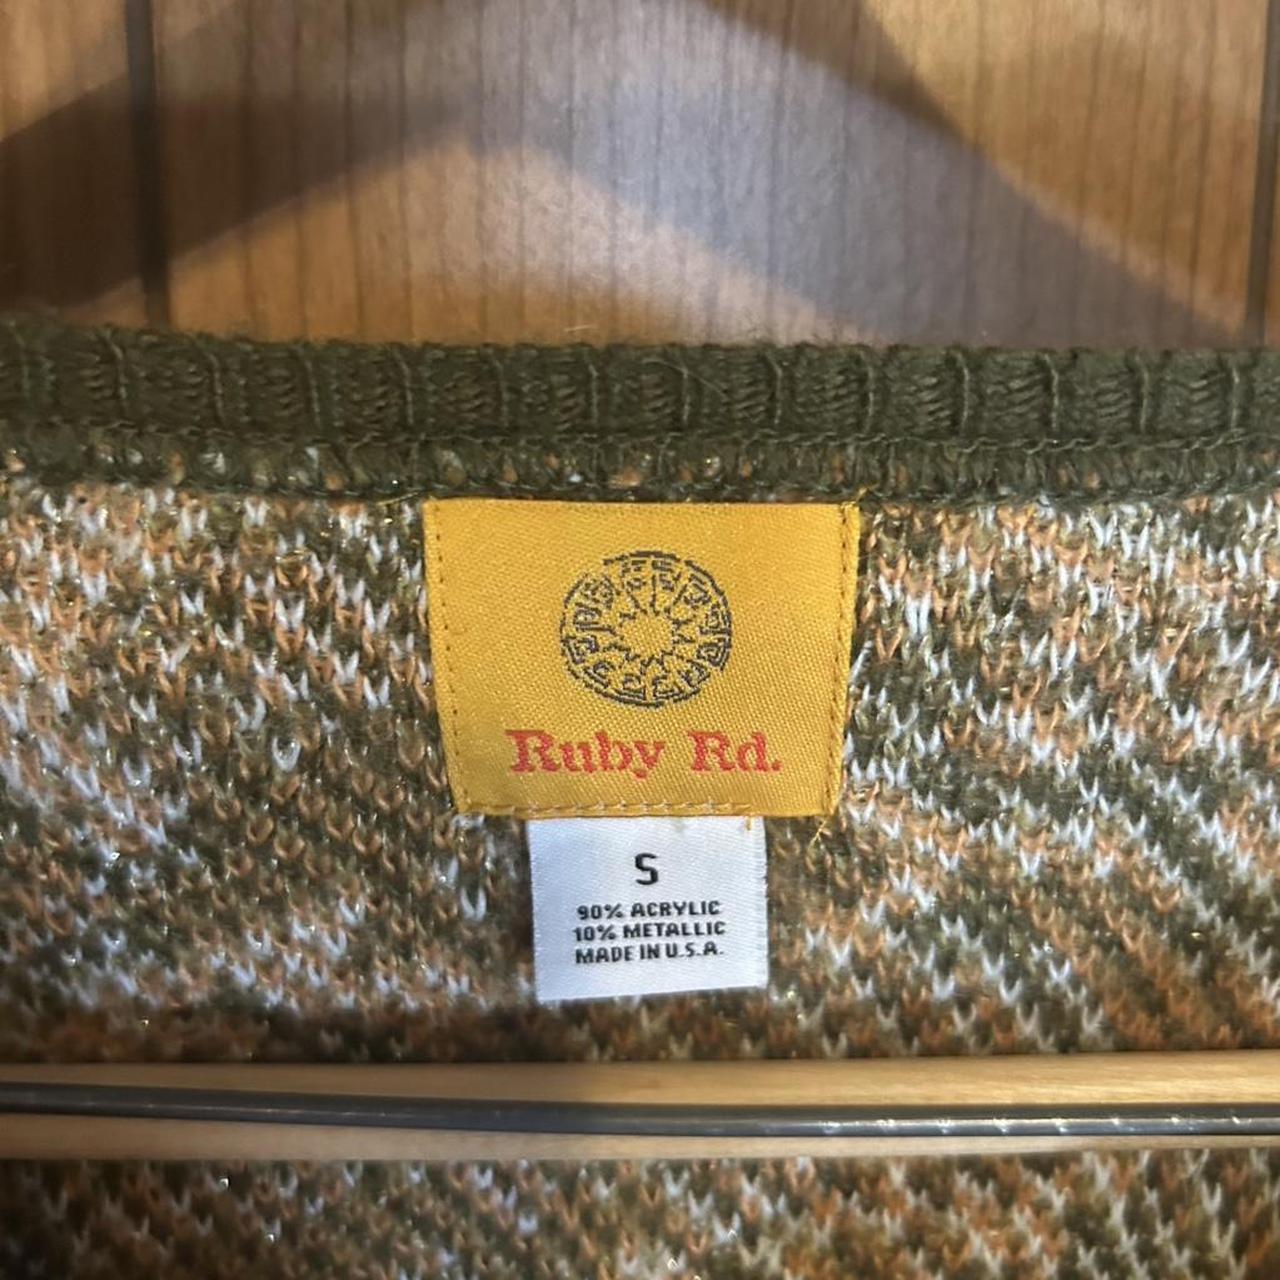 Ruby Rd.
S
90% ACRYLIC
10% METALLIC
MADE IN U.S.A.